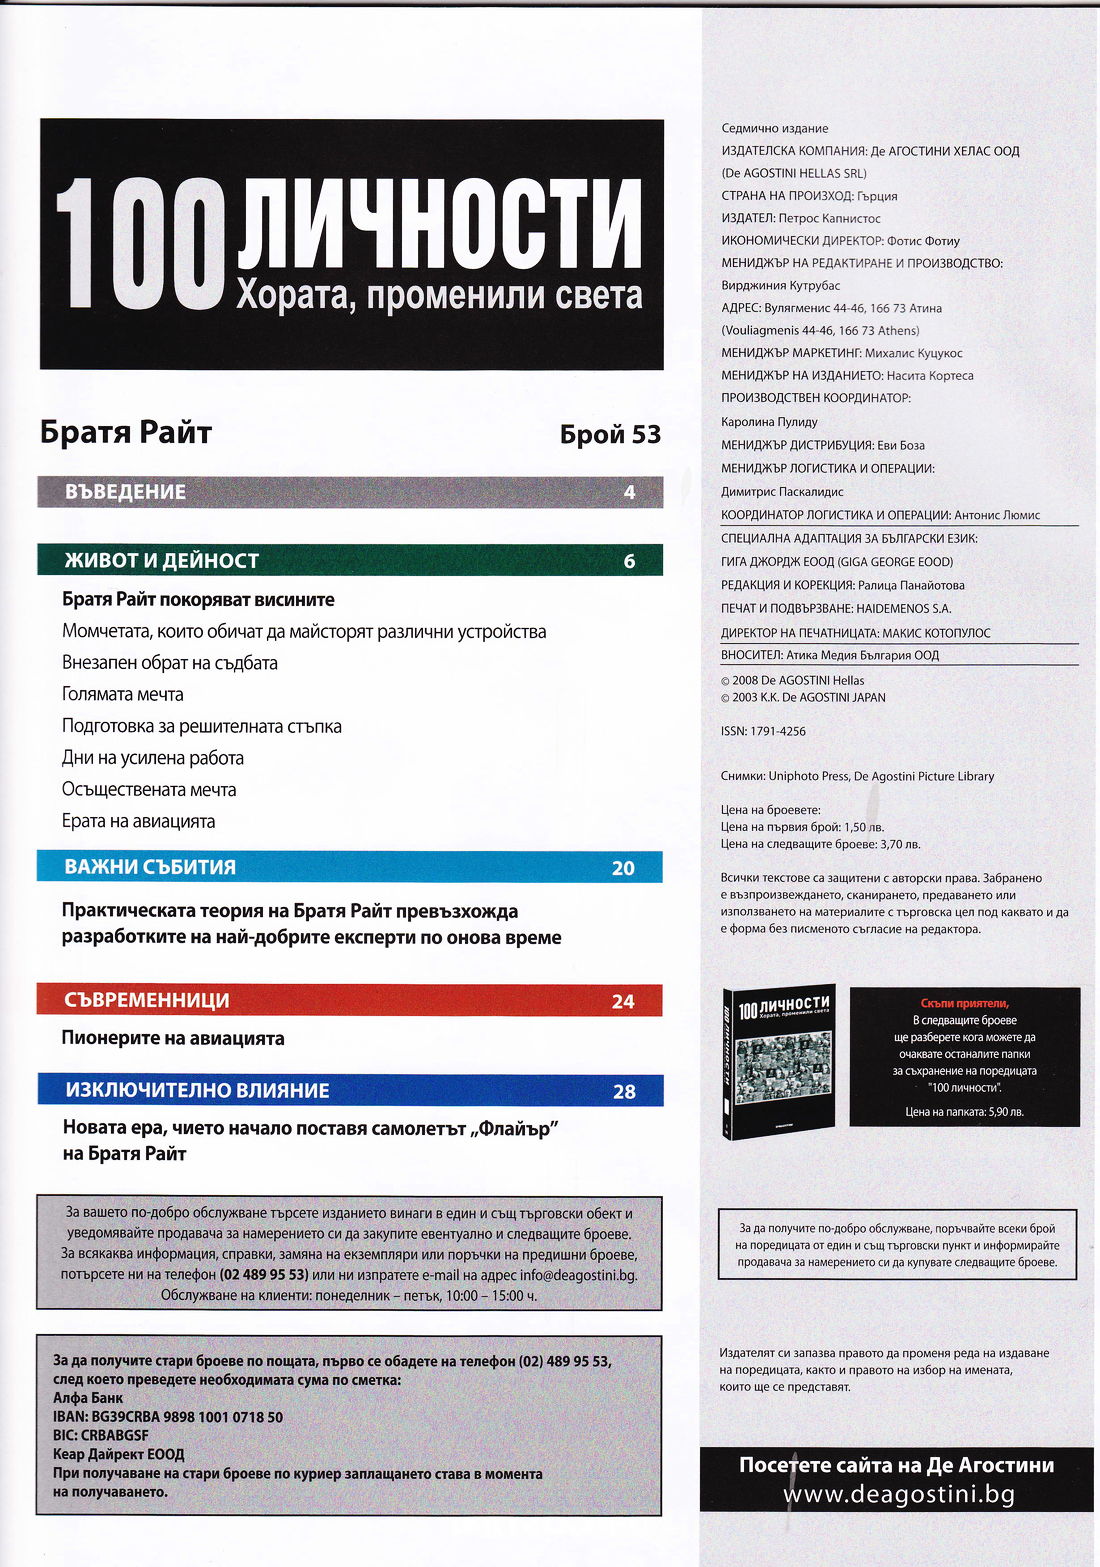 100 ЛИЧНОСТИ
Хората, променили света
Братя Райт Брой 53
ВЪВЕДЕНИЕ 4
ЖИВОТ И ДЕЙНОСТ 6
Братя Райт покоряват висините
Момчетата, които обичат да майсторят различни устройства
Внезапен обрат на съдбата
Голямата мечта
Подготовка за решителната стъпка
Дни на усилена работа
Осъществената мечта
Ерата на авиацията
ВАЖНИ СЪБИТИЯ 20
Практическата теория на Братя Райт превъзхожда
разработките на най-добрите експерти по онова време
СЪВРЕМЕННИЦИ 24
Пионерите на авиацията
ИЗКЛЮЧИТЕЛНО ВЛИЯНИЕ 28
Новата ера, чието начало поставя самолетът „Флайър”
на Братя Райт
За вашето по-добро обслужване търсете изданието винаги в един и същ търговски обект и
уведомявайте продавача за намерението си да закупите евентуално и следващите броеве.
За всякаква информация, справки, замяна на екземпляри или поръчки на предишни броеве,
потърсете ни на телефон (02 489 95 53) или ни изпратете e-mail на адрес info@deagostini.bg.
Обслужване на клиенти: понеделник – петък, 10:00 – 15:00 ч.
За да получите стари броеве по пощата, първо се обадете на телефон (02) 489 95 53,
след което преведете необходимата сума по сметка:
Алфа Банк
IBAN: BG39CRBA 9898 1001 0718 50
BIC: CRBABGSF
Кеар Дайрект ЕООД
При получаване на стари броеве по куриер заплащането става в момента
на получаването.
Седмично издание
ИЗДАТЕЛСКА КОМПАНИЯ: Де АГОСТИНИ ХЕЛАС ООД
(De AGOSTINI HELLAS SRL)
СТРАНА НА ПРОИЗХОД: Гърция
ИЗДАТЕЛ: Петрос Капнистос
ИКОНОМИЧЕСКИ ДИРЕКТОР: Фотис Фотиу
МЕНИДЖЪР НА РЕДАКТИРАНЕ И ПРОИЗВОДСТВО:
Вирджиния Кутрубас
АДРЕС: Вулягменис 44-46, 166 73 Атина
(Vouliagmenis 44-46, 166 73 Athens)
МЕНИДЖЪР МАРКЕТИНГ: Михалис Куцукос
МЕНИДЖЪР НА ИЗДАНИЕТО: Насита Кортеса
ПРОИЗВОДСТВЕН КООРДИНАТОР:
Каролина Пулиду
МЕНИДЖЪР ДИСТРИБУЦИЯ: Еви Боза
МЕНИДЖЪР ЛОГИСТИКА И ОПЕРАЦИИ:
Димитрис Паскалидис
КООРДИНАТОР ЛОГИСТИКА И ОПЕРАЦИИ: Антонис Люмис
СПЕЦИАЛНА АДАПТАЦИЯ ЗА БЪЛГАРСКИ ЕЗИК:
ГИГА ДЖОРДЖ ЕООД (GIGA GEORGE EOOD)
РЕДАКЦИЯ И КОРЕКЦИЯ: Ралица Панайотова
ПЕЧАТ И ПОДВЪРЗВАНЕ: HAIDEMENOS S.A.
ДИРЕКТОР НА ПЕЧАТНИЦАТА: МАКИС КОТОПУЛОС
ВНОСИТЕЛ: Атика Медия България ООД
© 2008 De AGOSTINI Hellas
© 2003 K.K. De AGOSTINI JAPAN
ISSN: 1791-4256
Снимки: Uniphoto Press, De Agostini Picture Library
Цена на броевете:
Цена на първия брой: 1,50 лв.
Цена на следващите броеве: 3,70 лв.
Всички текстове са защитени с авторски права. Забранено
е възпроизвеждането, сканирането, предаването или
използването на материалите с търговска цел под каквато и да
е форма без писменото съгласие на редактора.
100 ЛИЧНОСТИ
Хората, променили света
100 ЛИЧНОСТИ
Скъпи приятели,
В следващите броеве
ще разберете кога можете да
очаквате останалите папки
за съхранение на поредицата
"100 личности".
Цена на папката: 5,90 лв.
За да получите по-добро обслужване, поръчвайте всеки брой
на поредицата от един и същ търговски пункт и информирайте
продавача за намерението си да купувате следващите броеве.
Издателят си запазва правото да променя реда на издаване
на поредицата, както и правото на избор на имената,
които ще се представят.
Посетете сайта на Де Агостини
www.deagostini.bg